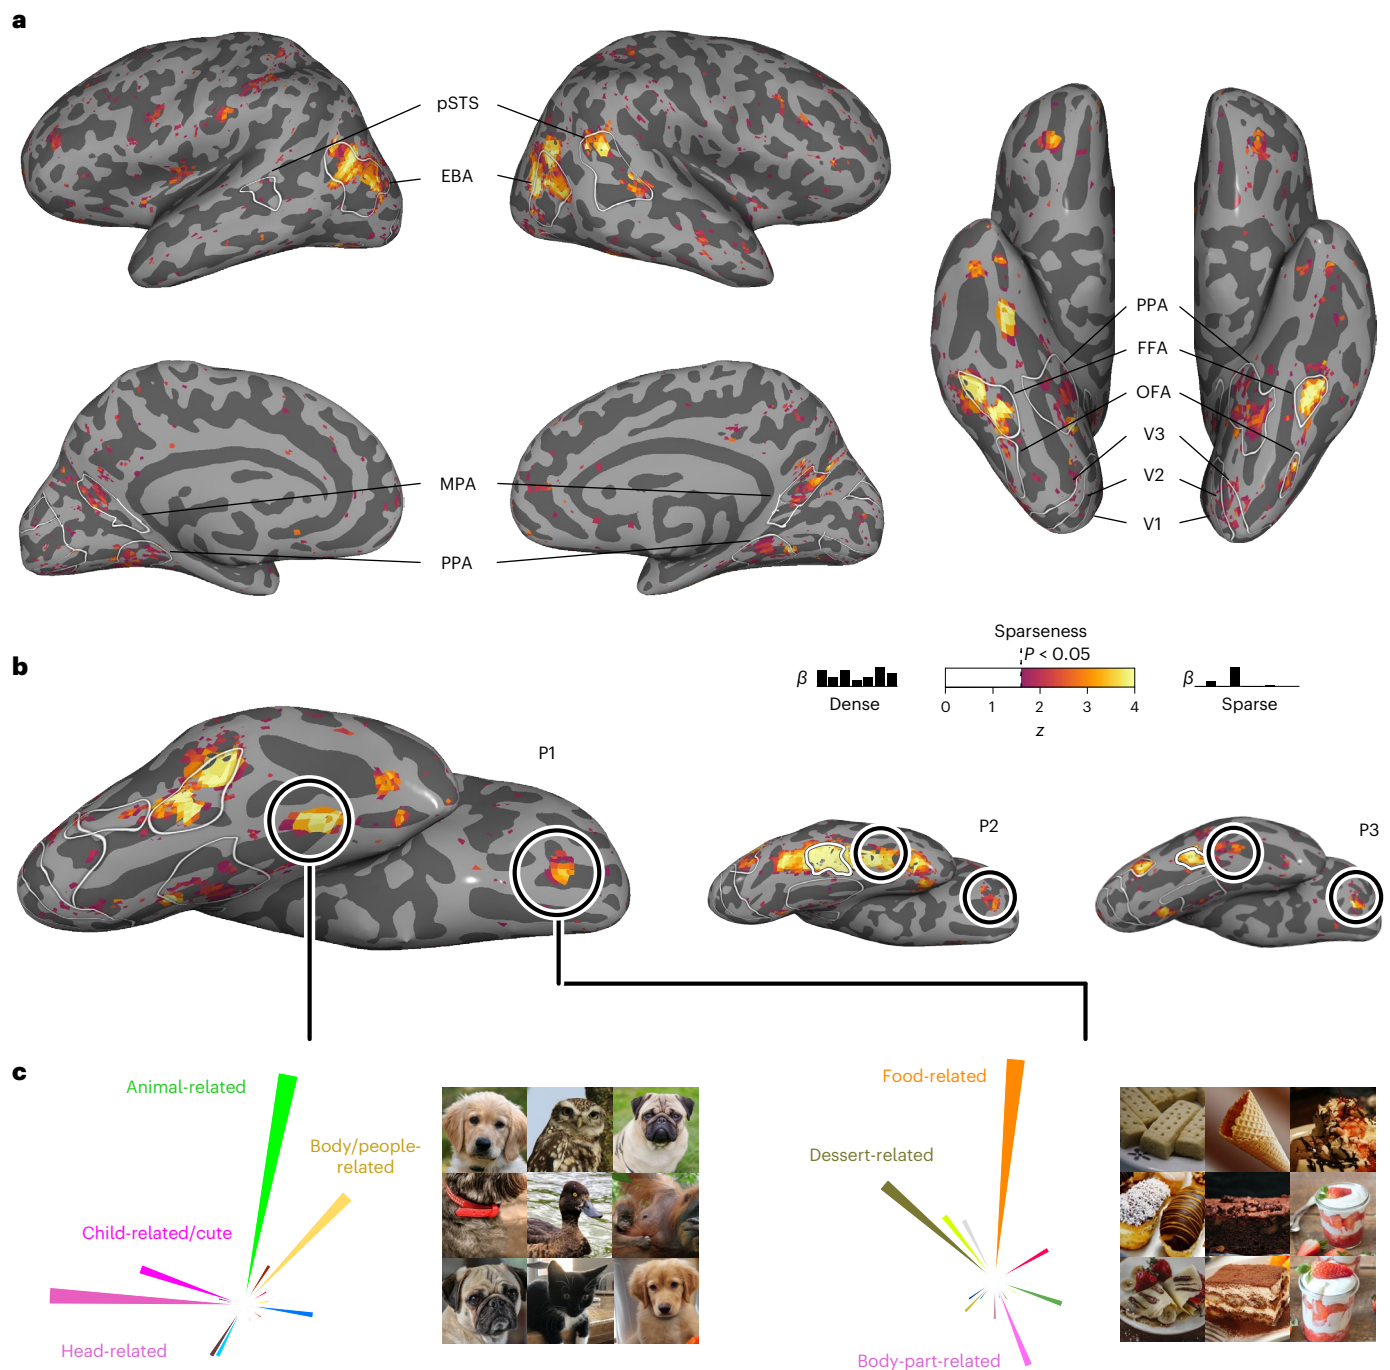 a
pSTS
EBA
MPA
PPA
PPA
FFA
OFA
V3
V2
V1
b
Sparseness
P < 0.05
β
Dense
0 1 2 3 4
z
β
Sparse
P1
P2
P3
c
Animal-related
Body/people-
related
Child-related/cute
Head-related
Food-related
Dessert-related
Body-part-related